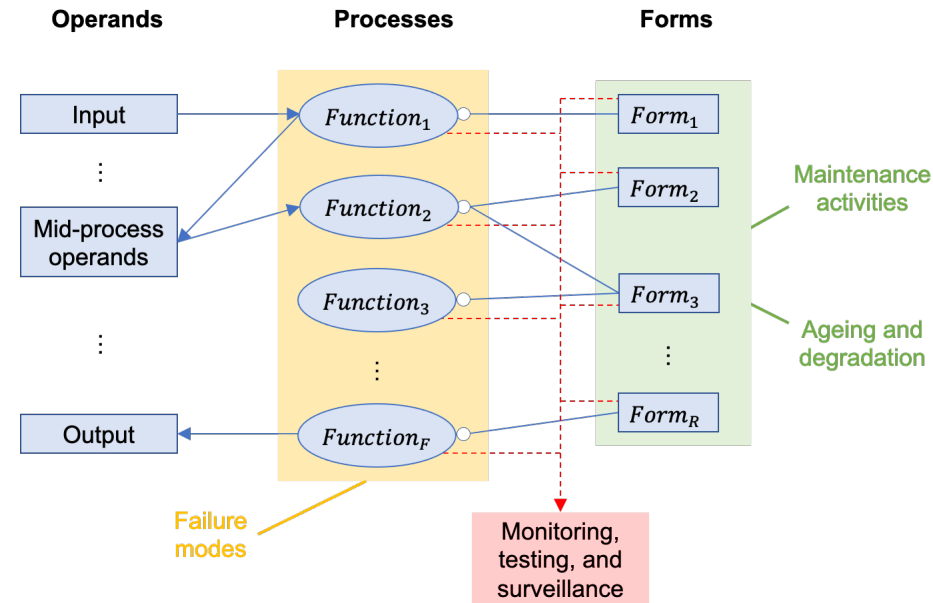 Operands
Processes
Forms
Input
Function₁
Form₁
⋮
Function₂
Form₂
Maintenance
activities
Mid-process
operands
Function₃
Form₃
Ageing and
degradation
⋮
⋮
⋮
Output
Function_F
Form_R
Failure
modes
Monitoring,
testing, and
surveillance